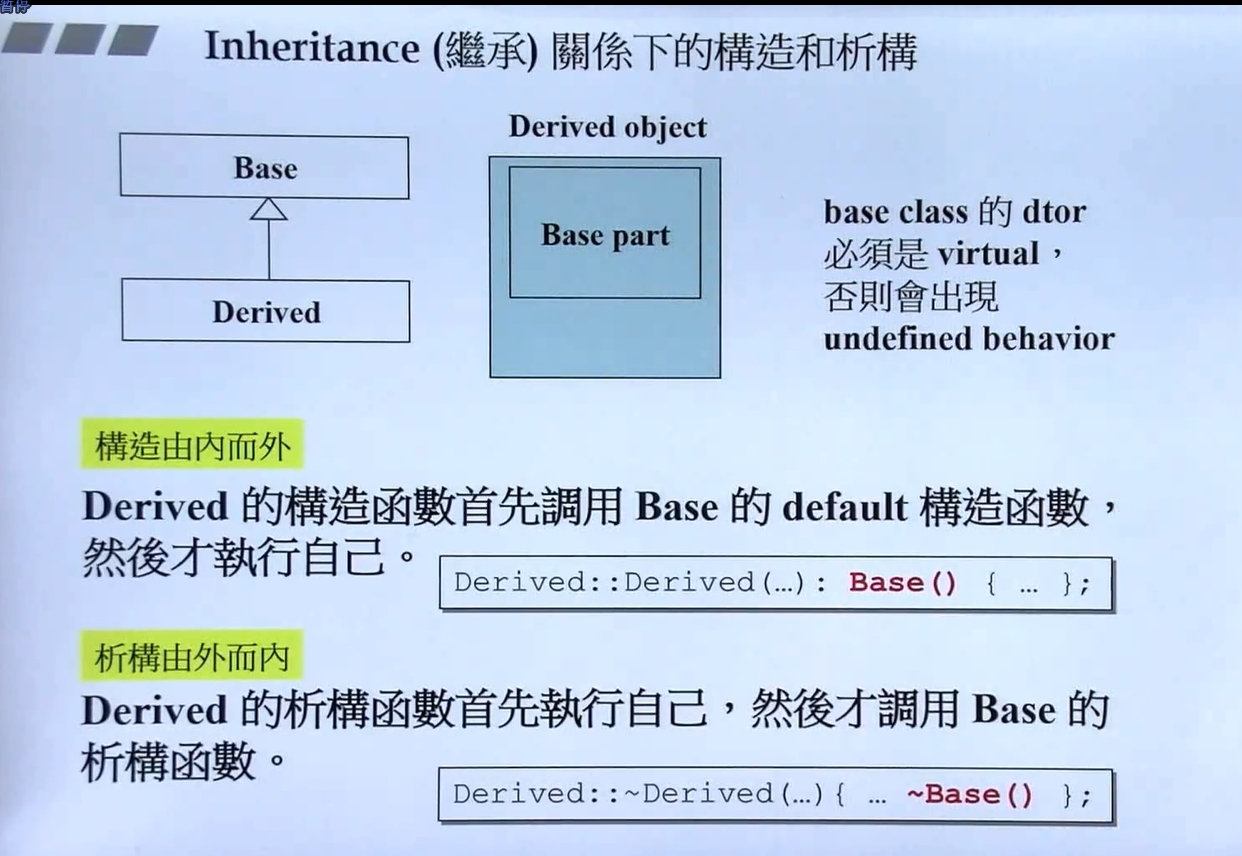 暫停
Inheritance (繼承) 關係下的構造和析構
Base
Derived
Derived object
Base part
base class 的 dtor
必須是 virtual，
否則會出現
undefined behavior
構造由內而外
Derived 的構造函數首先調用 Base 的 default 構造函數，
然後才執行自己。
Derived::Derived(…): Base() { … };
析構由外而內
Derived 的析構函數首先執行自己，然後才調用 Base 的
析構函數。
Derived::~Derived(…){ … ~Base() };